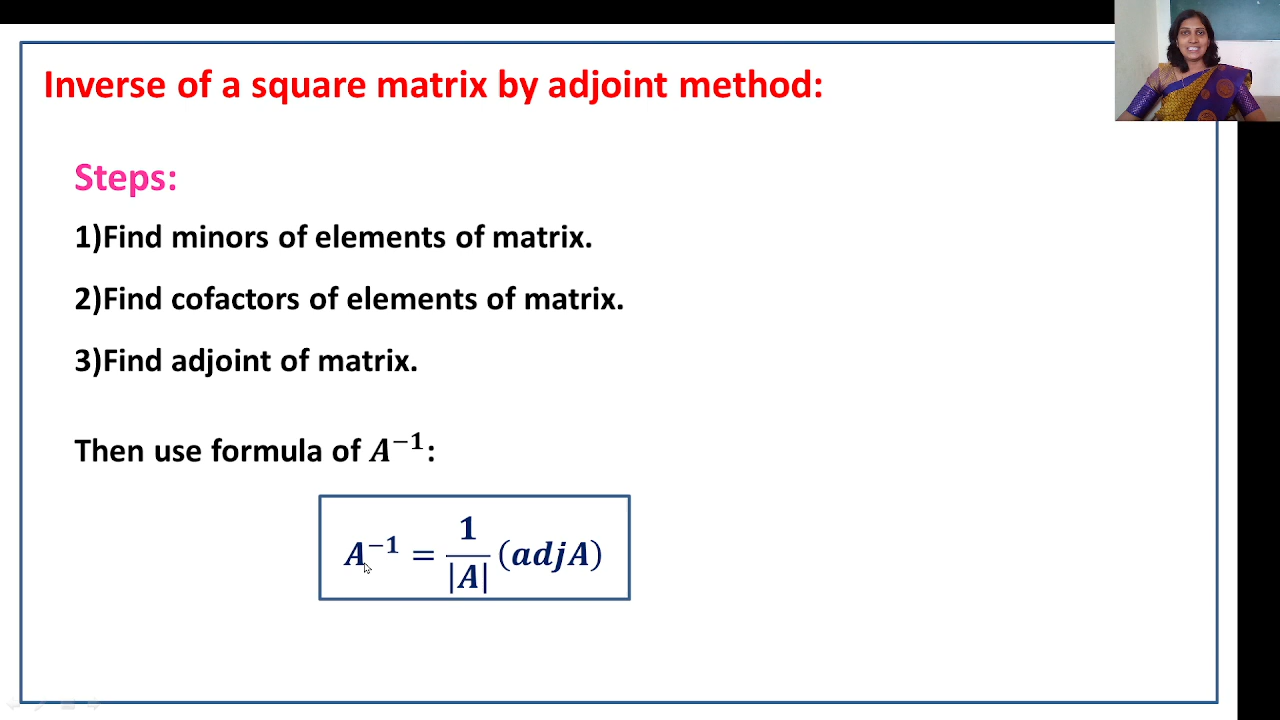 Inverse of a square matrix by adjoint method:
Steps:
1)Find minors of elements of matrix.
2)Find cofactors of elements of matrix.
3)Find adjoint of matrix.
Then use formula of A⁻¹:
A⁻¹ = 1/|A| (adjA)